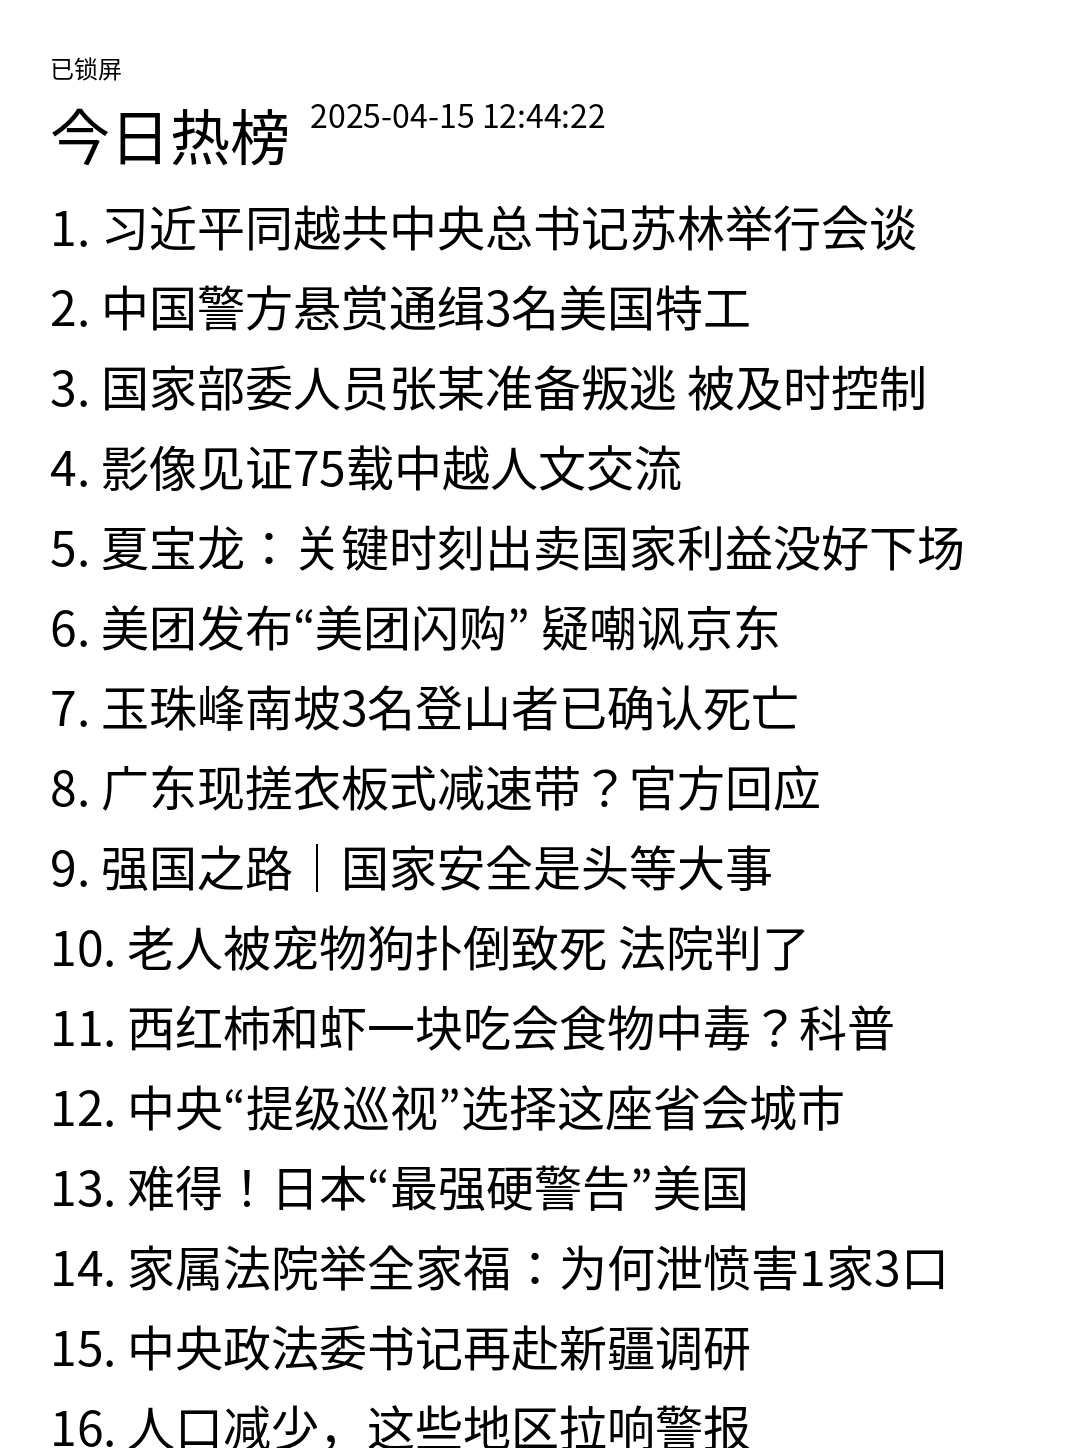 已锁屏
今日热榜 2025-04-15 12:44:22
1. 习近平同越共中央总书记苏林举行会谈
2. 中国警方悬赏通缉3名美国特工
3. 国家部委人员张某准备叛逃 被及时控制
4. 影像见证75载中越人文交流
5. 夏宝龙：关键时刻出卖国家利益没好下场
6. 美团发布“美团闪购” 疑嘲讽京东
7. 玉珠峰南坡3名登山者已确认死亡
8. 广东现搓衣板式减速带？官方回应
9. 强国之路｜国家安全是头等大事
10. 老人被宠物狗扑倒致死 法院判了
11. 西红柿和虾一块吃会食物中毒？科普
12. 中央“提级巡视”选择这座省会城市
13. 难得！日本“最强硬警告”美国
14. 家属法院举全家福：为何泄愤害1家3口
15. 中央政法委书记再赴新疆调研
16. 人口减少，这些地区拉响警报